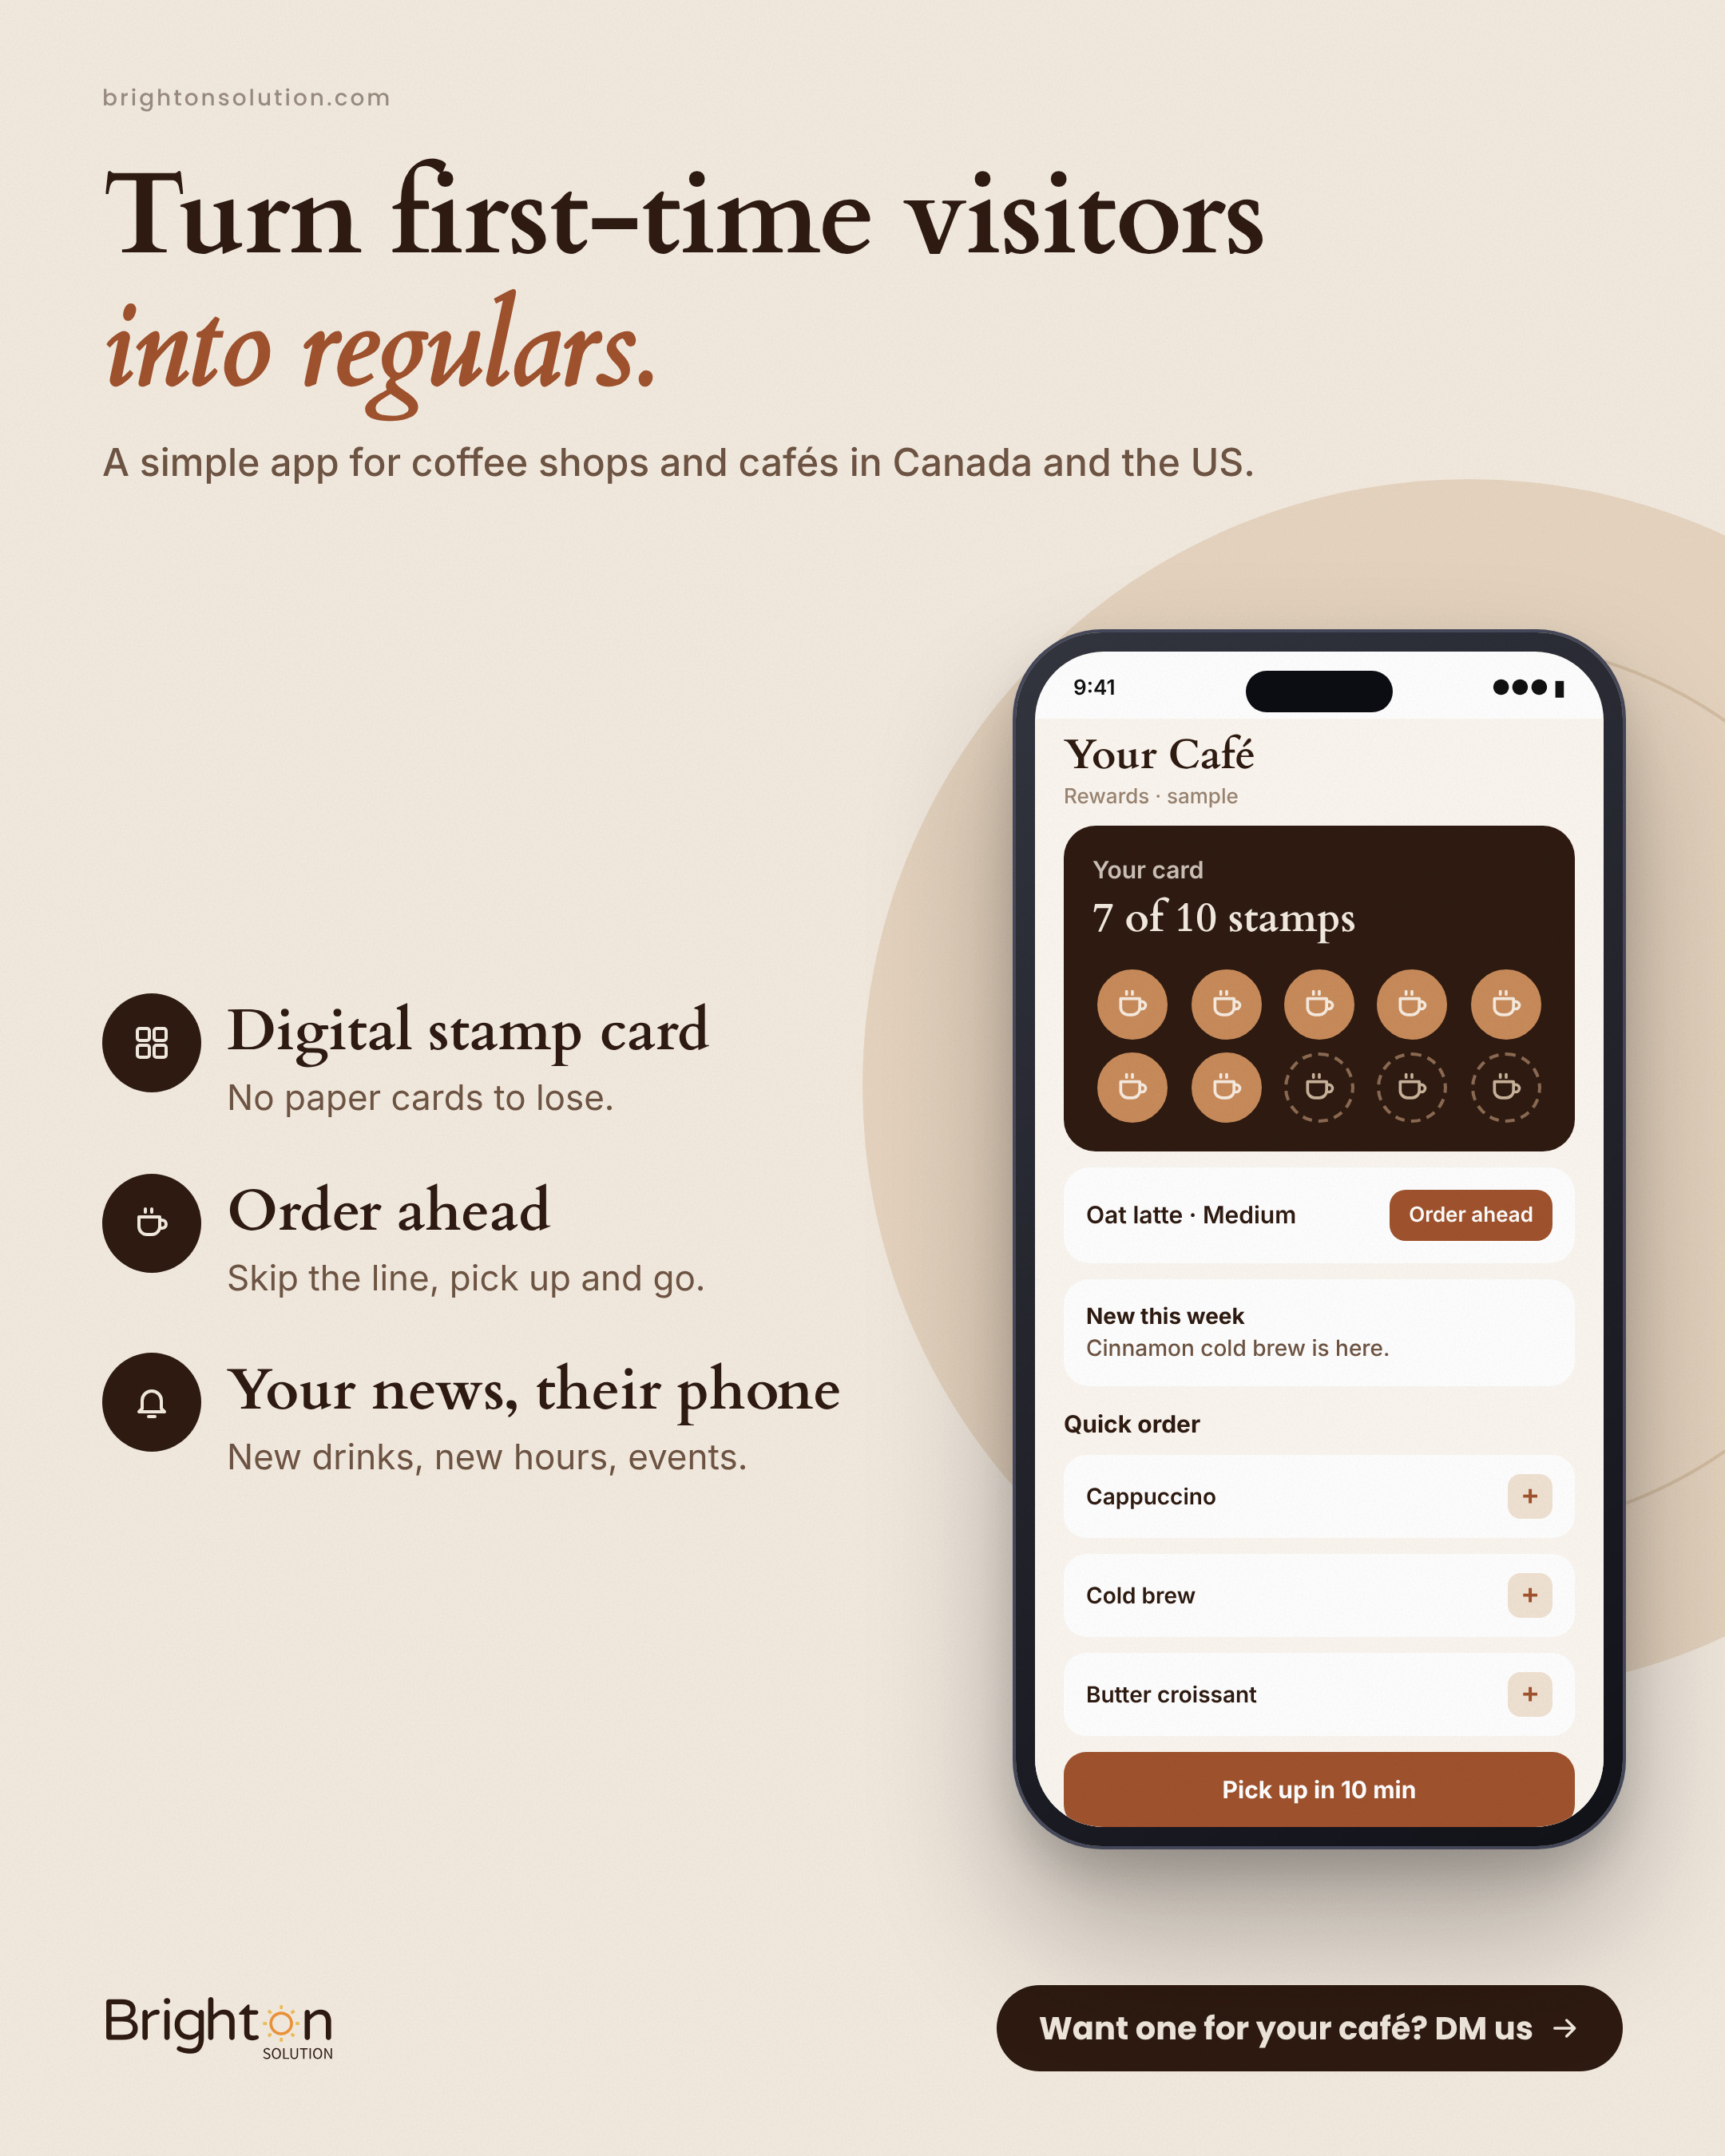 brightonsolution.com
Turn first-time visitors
into regulars.
A simple app for coffee shops and cafés in Canada and the US.
Digital stamp card
No paper cards to lose.
Order ahead
Skip the line, pick up and go.
Your news, their phone
New drinks, new hours, events.
9:41
Your Café
Rewards · sample
Your card
7 of 10 stamps
Oat latte · Medium
Order ahead
New this week
Cinnamon cold brew is here.
Quick order
Cappuccino
+
Cold brew
+
Butter croissant
+
Pick up in 10 min
Brighton
SOLUTION
Want one for your café? DM us →